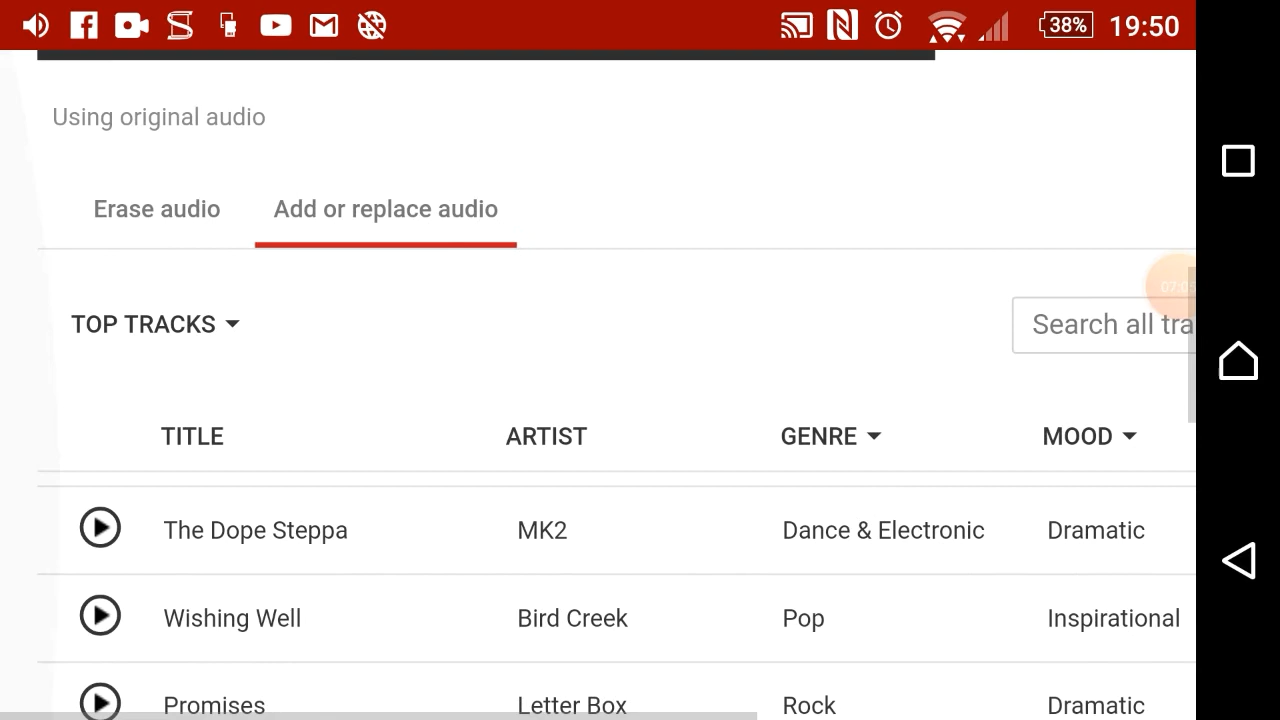 38% 19:50
Using original audio
Erase audio Add or replace audio
TOP TRACKS Search all tra
TITLE ARTIST GENRE MOOD
The Dope Steppa MK2 Dance & Electronic Dramatic
Wishing Well Bird Creek Pop Inspirational
Promises Letter Box Rock Dramatic